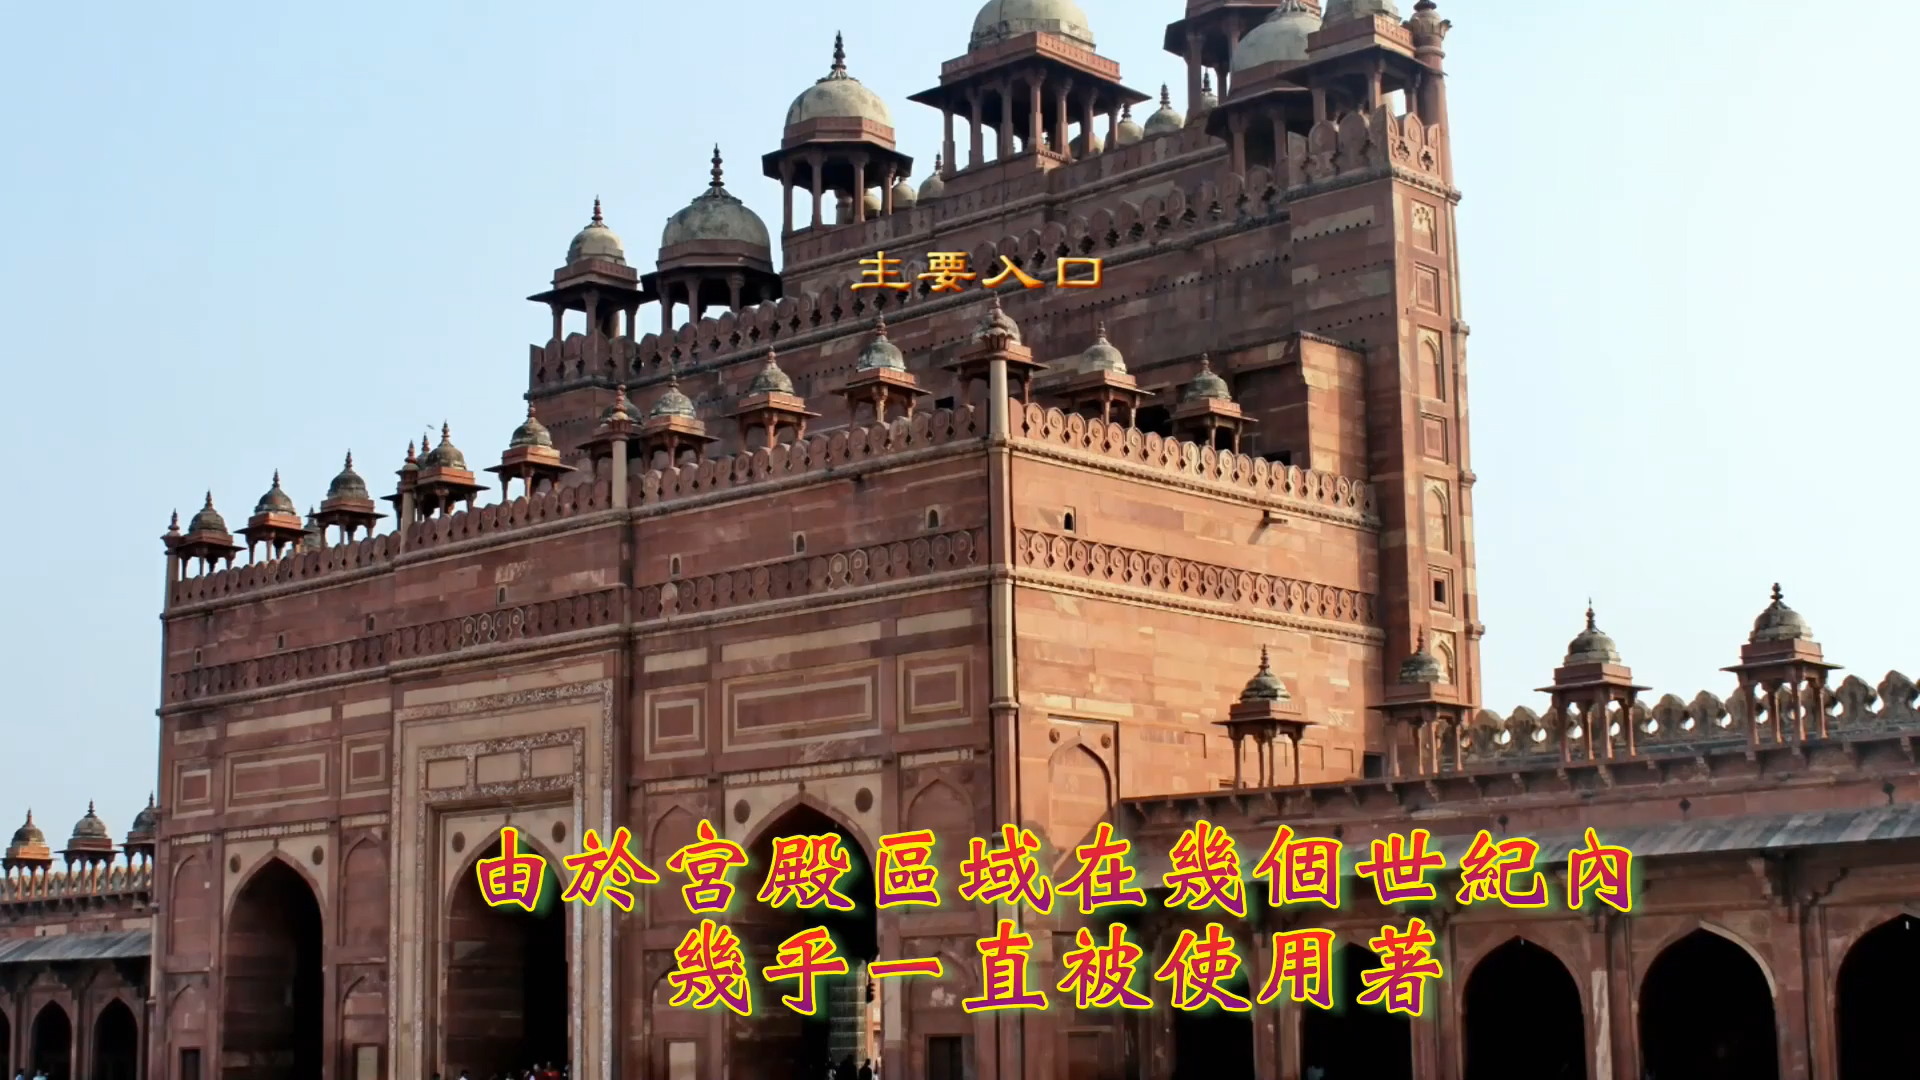 主要入口
由於宮殿區域在幾個世紀內
幾乎一直被使用著